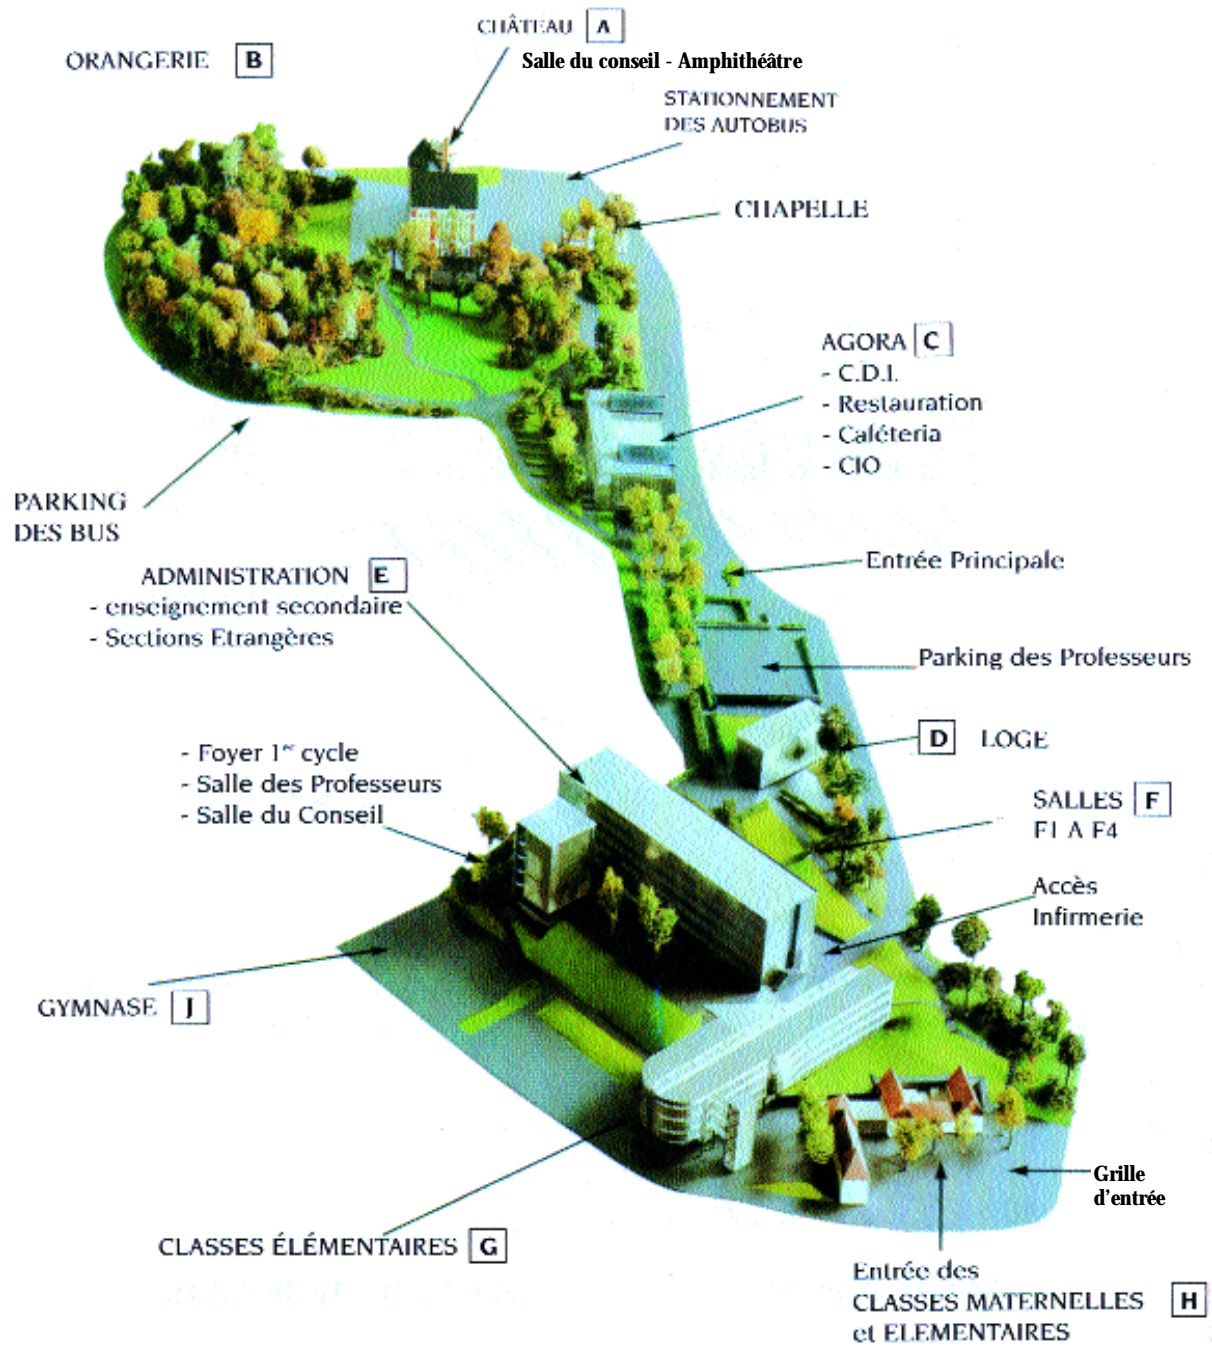 CHÂTEAU A
ORANGERIE B
Salle du conseil - Amphithéâtre
STATIONNEMENT
DES AUTOBUS
CHAPELLE
AGORA C
- C.D.I.
- Restauration
- Caféteria
- CIO
PARKING
DES BUS
Entrée Principale
ADMINISTRATION E
- enseignement secondaire
- Sections Etrangères
Parking des Professeurs
D LOGE
- Foyer 1er cycle
- Salle des Professeurs
- Salle du Conseil
SALLES F
F1 A F4
Accès
Infirmerie
GYMNASE J
Grille
d'entrée
CLASSES ÉLÉMENTAIRES G
Entrée des
CLASSES MATERNELLES H
et ELEMENTAIRES